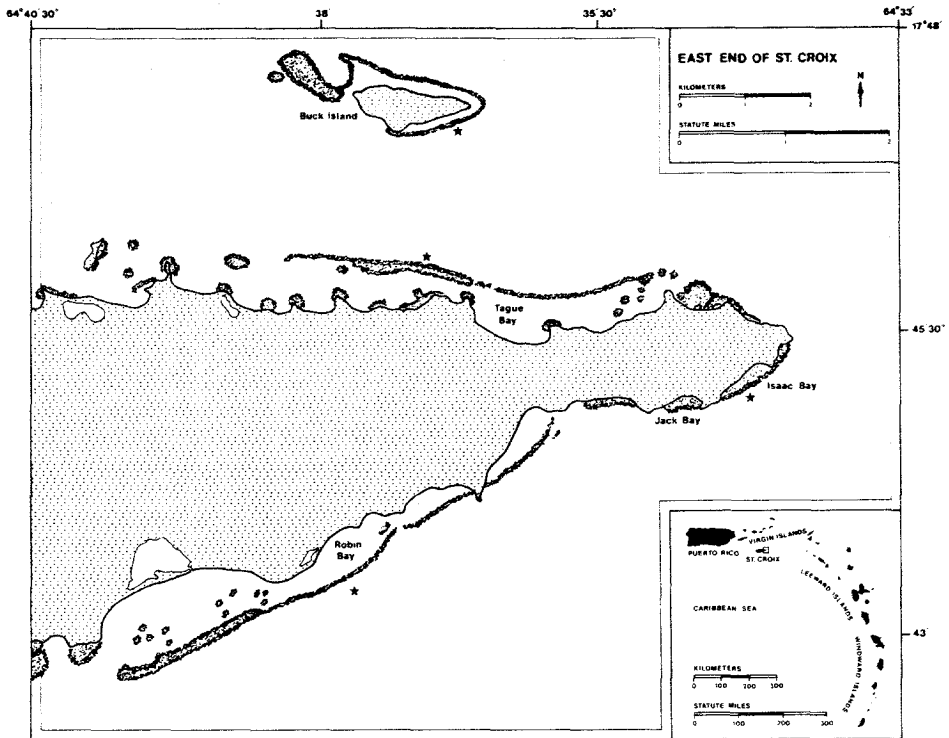 64°40'30"
38
35'30"
64°33'
17°48'
EAST END OF ST. CROIX
KILOMETERS
0 1 2
N
STATUTE MILES
0 1 2
Buck Island
Tague
Bay
45'30"
Isaac Bay
Jack Bay
Robin
Bay
PUERTO RICO
VIRGIN ISLANDS
ST. CROIX
LEEWARD ISLANDS
CARIBBEAN SEA
WINDWARD ISLANDS
43'
KILOMETERS
0 100 200 300
STATUTE MILES
0 100 200 300